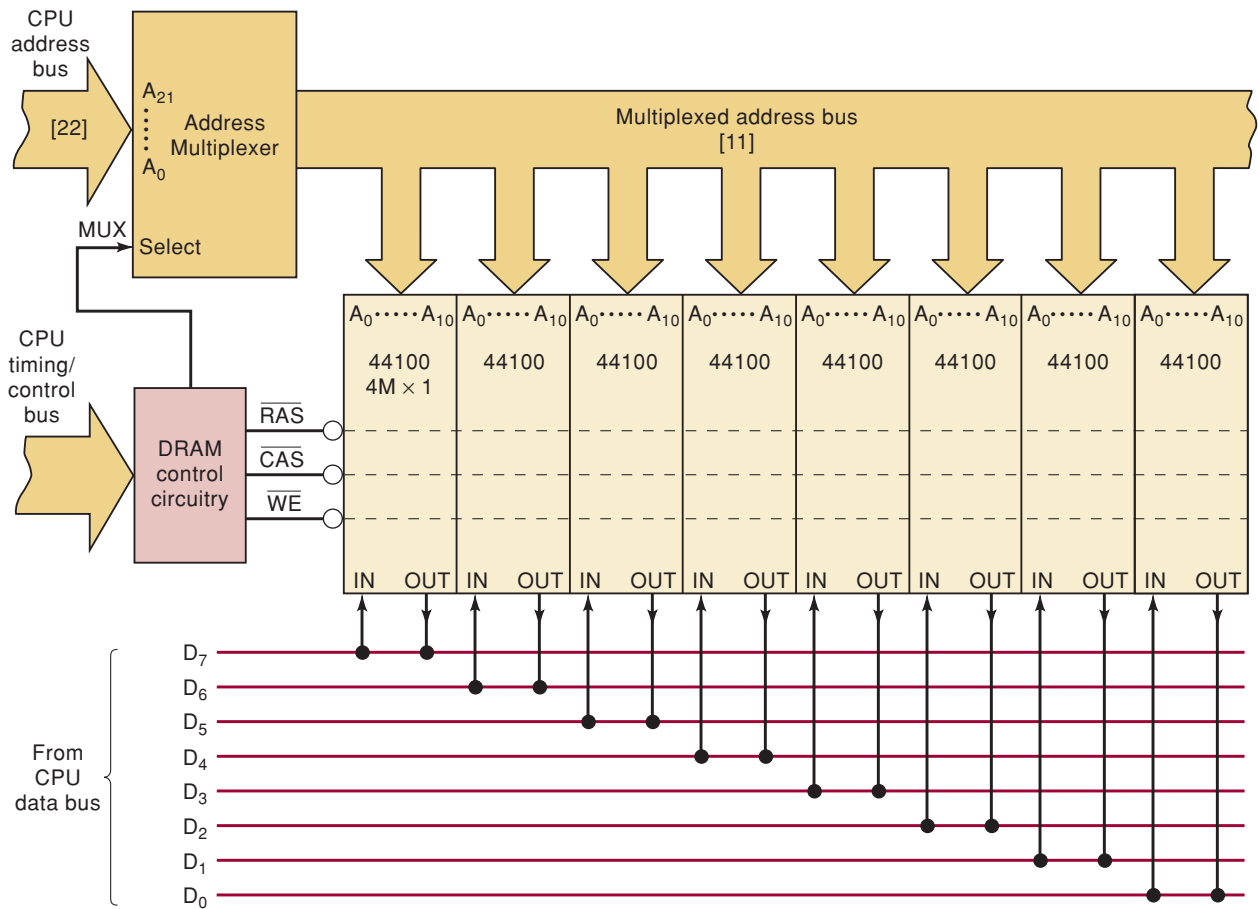 CPU
address
bus
[22]
A₂₁
A₀
Address
Multiplexer
Multiplexed address bus
[11]
MUX
Select
CPU
timing/
control
bus
DRAM
control
circuitry
RAS
CAS
WE
A₀ ····· A₁₀ A₀ ····· A₁₀ A₀ ····· A₁₀ A₀ ····· A₁₀ A₀ ····· A₁₀ A₀ ····· A₁₀ A₀ ····· A₁₀ A₀ ····· A₁₀
44100 44100 44100 44100 44100 44100 44100 44100
4M × 1
IN OUT IN OUT IN OUT IN OUT IN OUT IN OUT IN OUT IN OUT
From
CPU
data bus
D₇
D₆
D₅
D₄
D₃
D₂
D₁
D₀